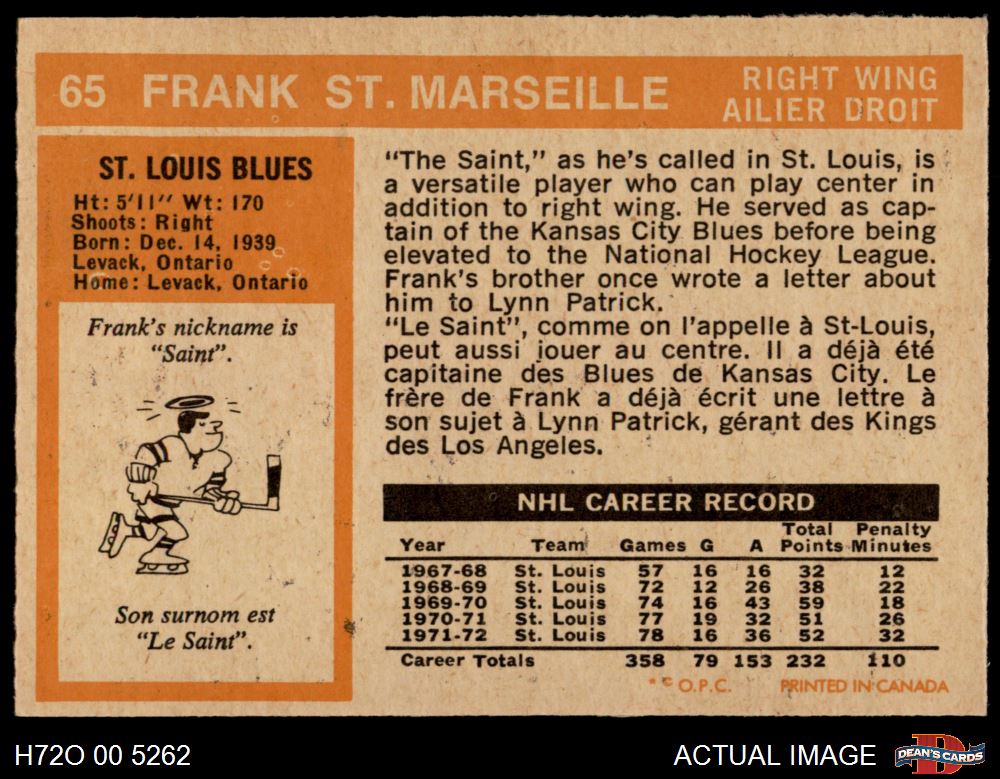 65 FRANK ST. MARSEILLE
RIGHT WING
AILIER DROIT
ST. LOUIS BLUES
Ht: 5'11" Wt: 170
Shoots: Right
Born: Dec. 14, 1939
Levack, Ontario
Home: Levack, Ontario
Frank's nickname is
"Saint".
Son surnom est
"Le Saint".
"The Saint," as he's called in St. Louis, is
a versatile player who can play center in
addition to right wing. He served as cap-
tain of the Kansas City Blues before being
elevated to the National Hockey League.
Frank's brother once wrote a letter about
him to Lynn Patrick.
"Le Saint", comme on l'appelle à St-Louis,
peut aussi jouer au centre. Il a déjà été
capitaine des Blues de Kansas City. Le
frère de Frank a déjà écrit une lettre à
son sujet à Lynn Patrick, gérant des Kings
des Los Angeles.
NHL CAREER RECORD
Year Team Games G A Total Points Penalty Minutes
1967-68 St. Louis 57 16 16 32 12
1968-69 St. Louis 72 12 26 38 22
1969-70 St. Louis 74 16 43 59 18
1970-71 St. Louis 77 19 32 51 26
1971-72 St. Louis 78 16 36 52 32
Career Totals 358 79 153 232 110
* © O.P.C. PRINTED IN CANADA
H72O 00 5262
ACTUAL IMAGE
D
DEAN'S CARDS